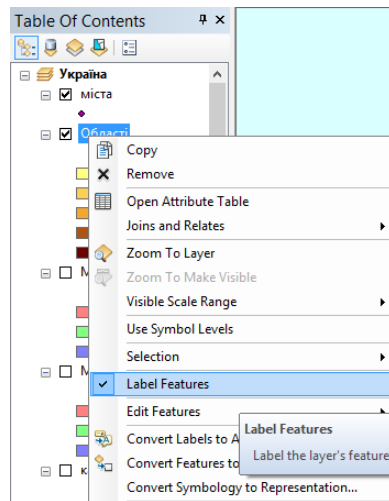 Table Of Contents
Україна
міста
Області
Copy
Remove
Open Attribute Table
Joins and Relates
Zoom To Layer
Zoom To Make Visible
Visible Scale Range
Use Symbol Levels
Selection
Label Features
Edit Features
Label Features
Convert Labels to A
Label the layer's feature
Convert Features to
Convert Symbology to Representation...